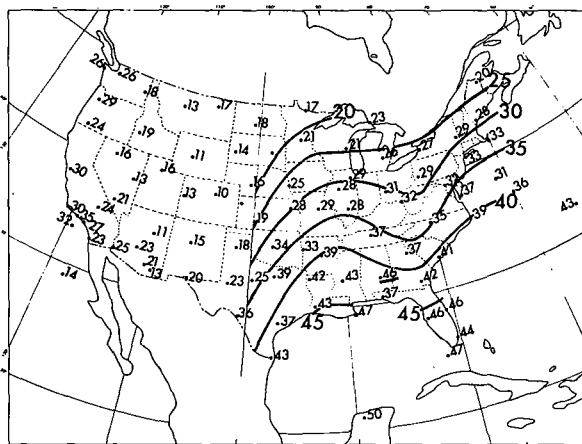 20 25
.26 .26 .18 .13 .17 .17 .20
.29 .18 .21 .23 .28 30
.24 .19 .14 .21 .26 .27 .29 .33
.16 .11 35
.30 .16 .29 .29 .33
.13 .13 .10 .16 .25 .28 .31 .32 .31
.21 .19 .28 .29 .28 .32 .37 .36
.24 .35 .39 40 .43
.11 .15 .18 .34 .33 .37 .37
.23 .25 .23 .39 .41
.21 .13 .20 .23 .25 .39 .42 .43 .46 .42
.14 .37
.36 .37 .43 45 .47 45 .46 .46
.43 .44
.47
.50